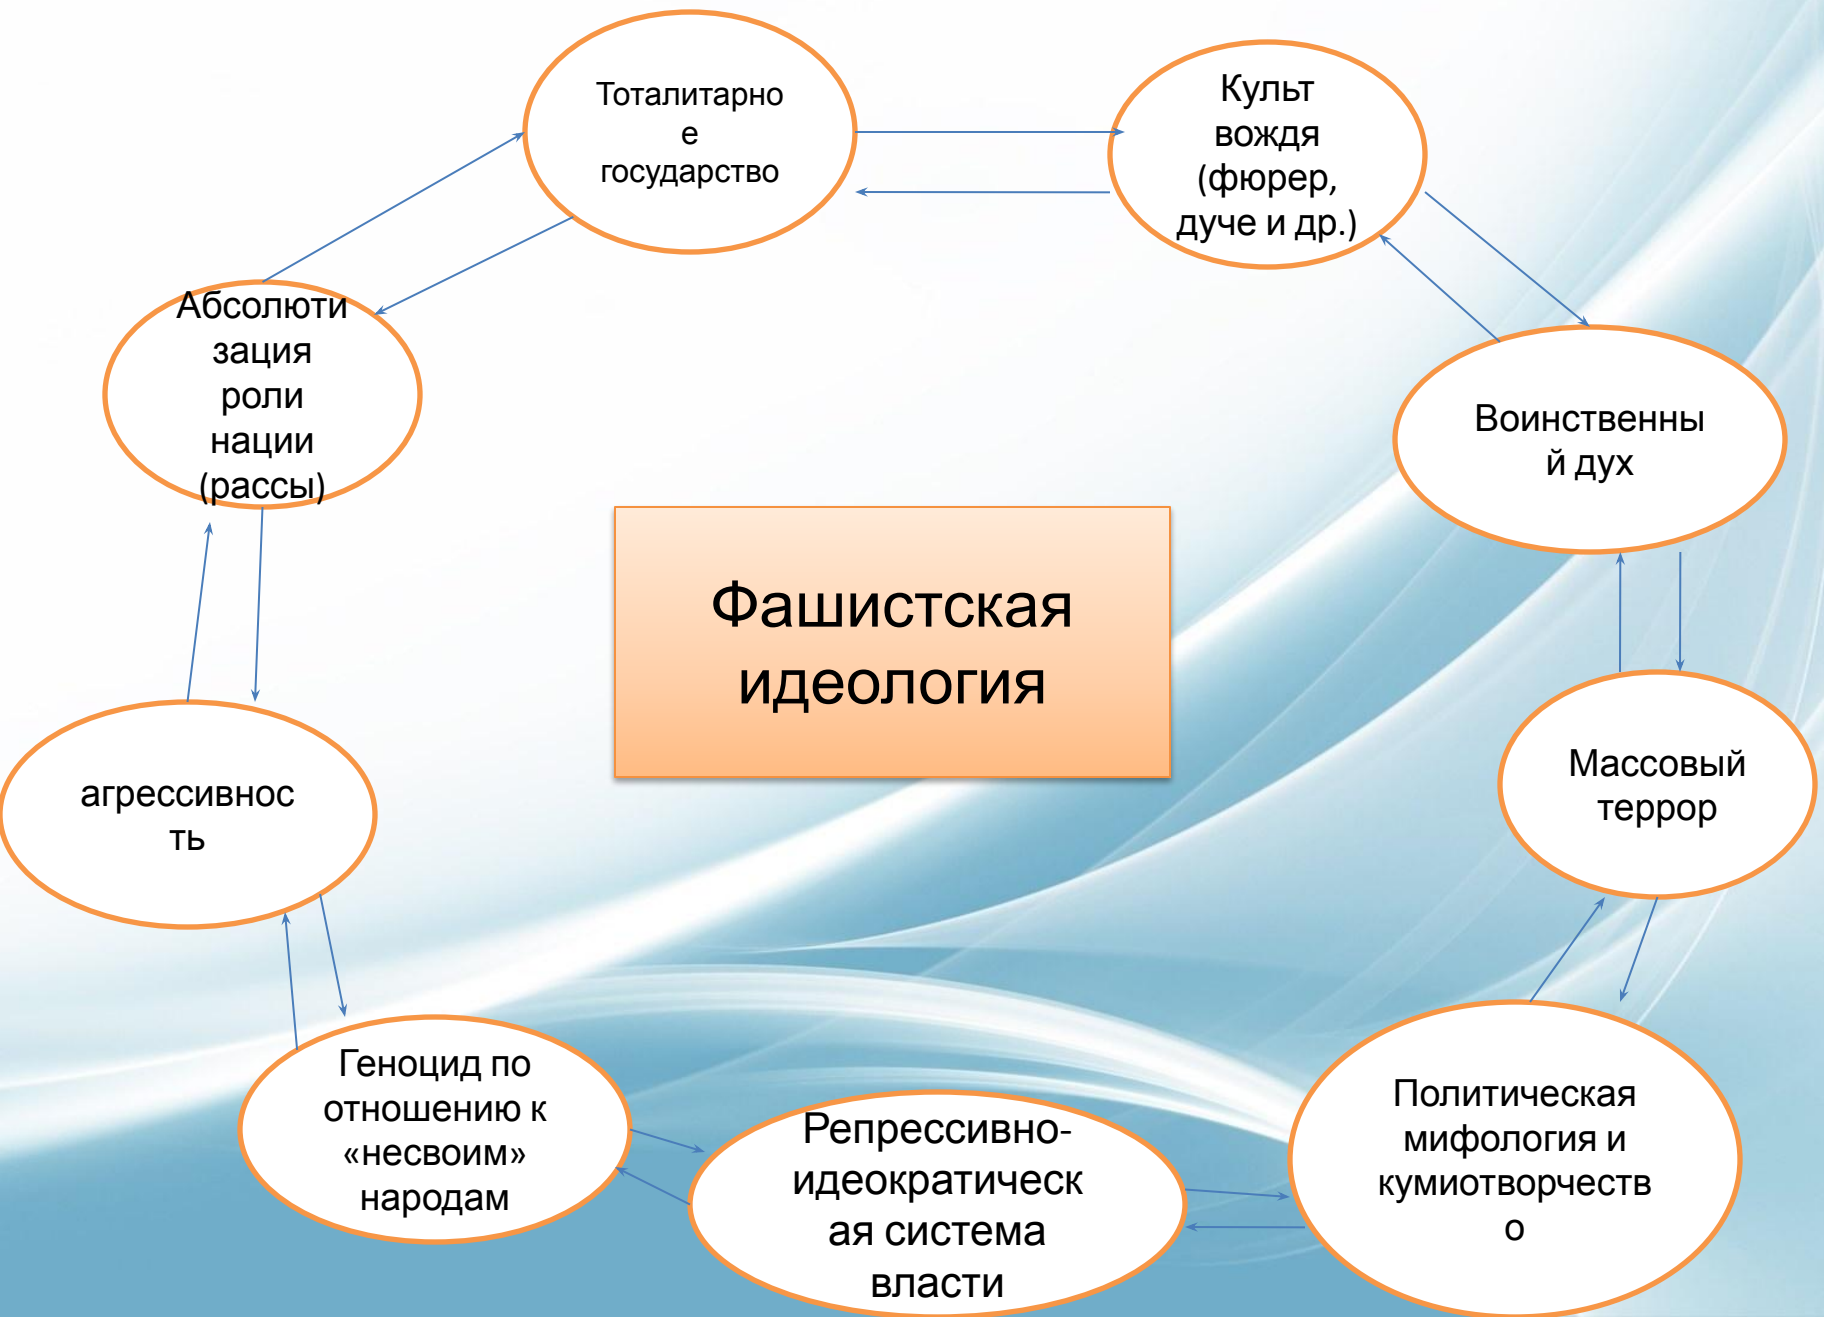 Тоталитарно
е
государство
Культ
вождя
(фюрер,
дуче и др.)
Абсолюти
зация
роли
нации
(рассы)
Воинственны
й дух
Фашистская
идеология
агрессивнос
ть
Массовый
террор
Геноцид по
отношению к
«несвоим»
народам
Репрессивно-
идеократическ
ая система
власти
Политическая
мифология и
кумиотворчеств
о